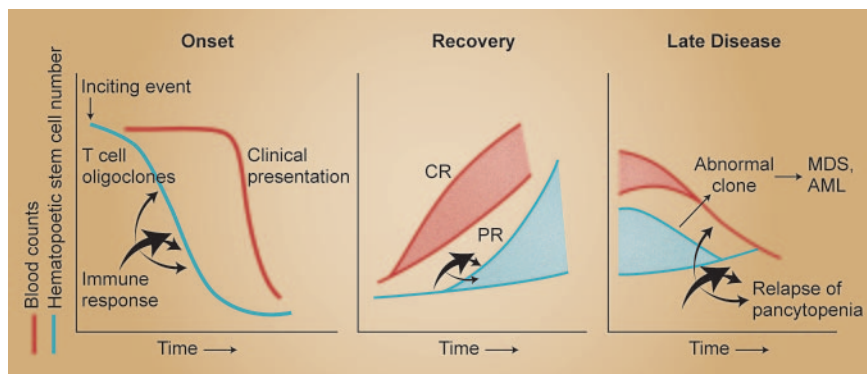 Onset
Recovery
Late Disease
Blood counts
Hematopoetic stem cell number
Inciting event
T cell
oligoclones
Clinical
presentation
Immune
response
Time
CR
PR
Time
Abnormal
clone
MDS,
AML
Relapse of
pancytopenia
Time